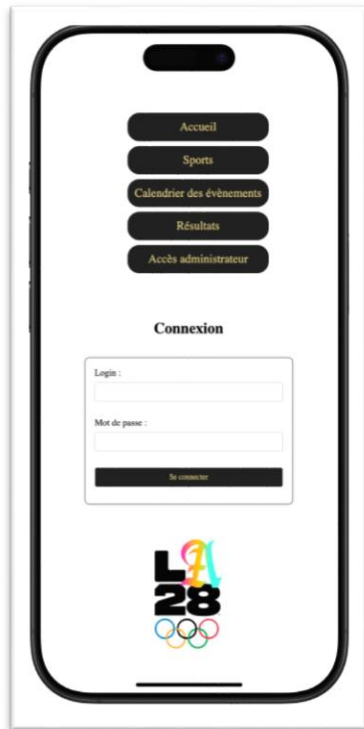 Accueil
Sports
Calendrier des évènements
Résultats
Accès administrateur
Connexion
Login :
Mot de passe :
Se connecter
LA
28